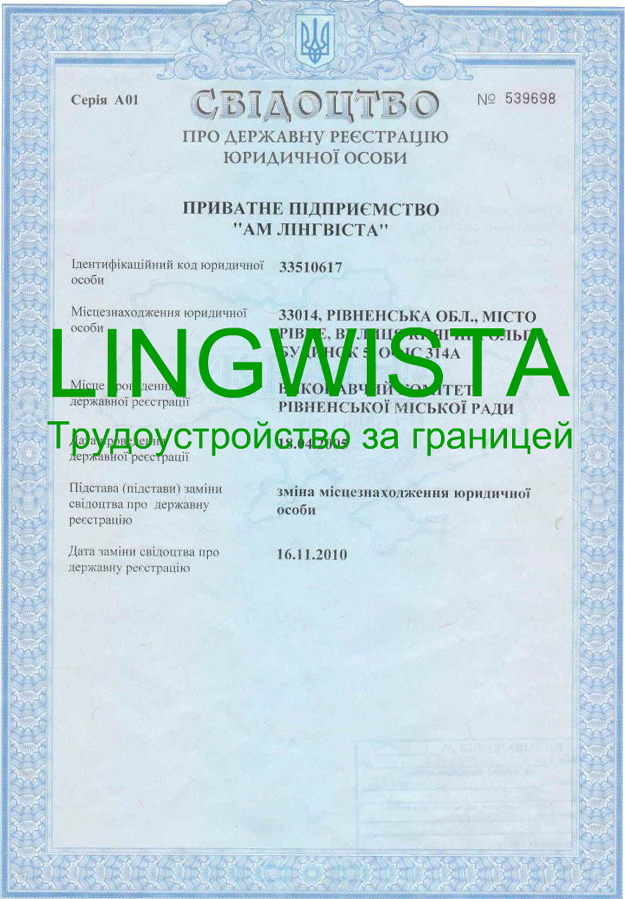 Серія А01
СВІДОЦТВО
№ 539698
ПРО ДЕРЖАВНУ РЕЄСТРАЦІЮ
ЮРИДИЧНОЇ ОСОБИ
ПРИВАТНЕ ПІДПРИЄМСТВО
"АМ ЛІНГВІСТА"
Ідентифікаційний код юридичної
особи
33510617
Місцезнаходження юридичної
особи
33014, РІВНЕНСЬКА ОБЛ., МІСТО
РІВНЕ, ВУЛИЦЯ КНЯГИНІ ОЛЬГИ,
БУДИНОК 5, ОФІС 314А
LINGWISTA
Місце проведення
державної реєстрації
ВИКОНАВЧИЙ КОМІТЕТ
РІВНЕНСЬКОЇ МІСЬКОЇ РАДИ
Трудоустройство за границей
Дата проведення
державної реєстрації
18.04.2005
Підстава (підстави) заміни
свідоцтва про державну
реєстрацію
зміна місцезнаходження юридичної
особи
Дата заміни свідоцтва про
державну реєстрацію
16.11.2010